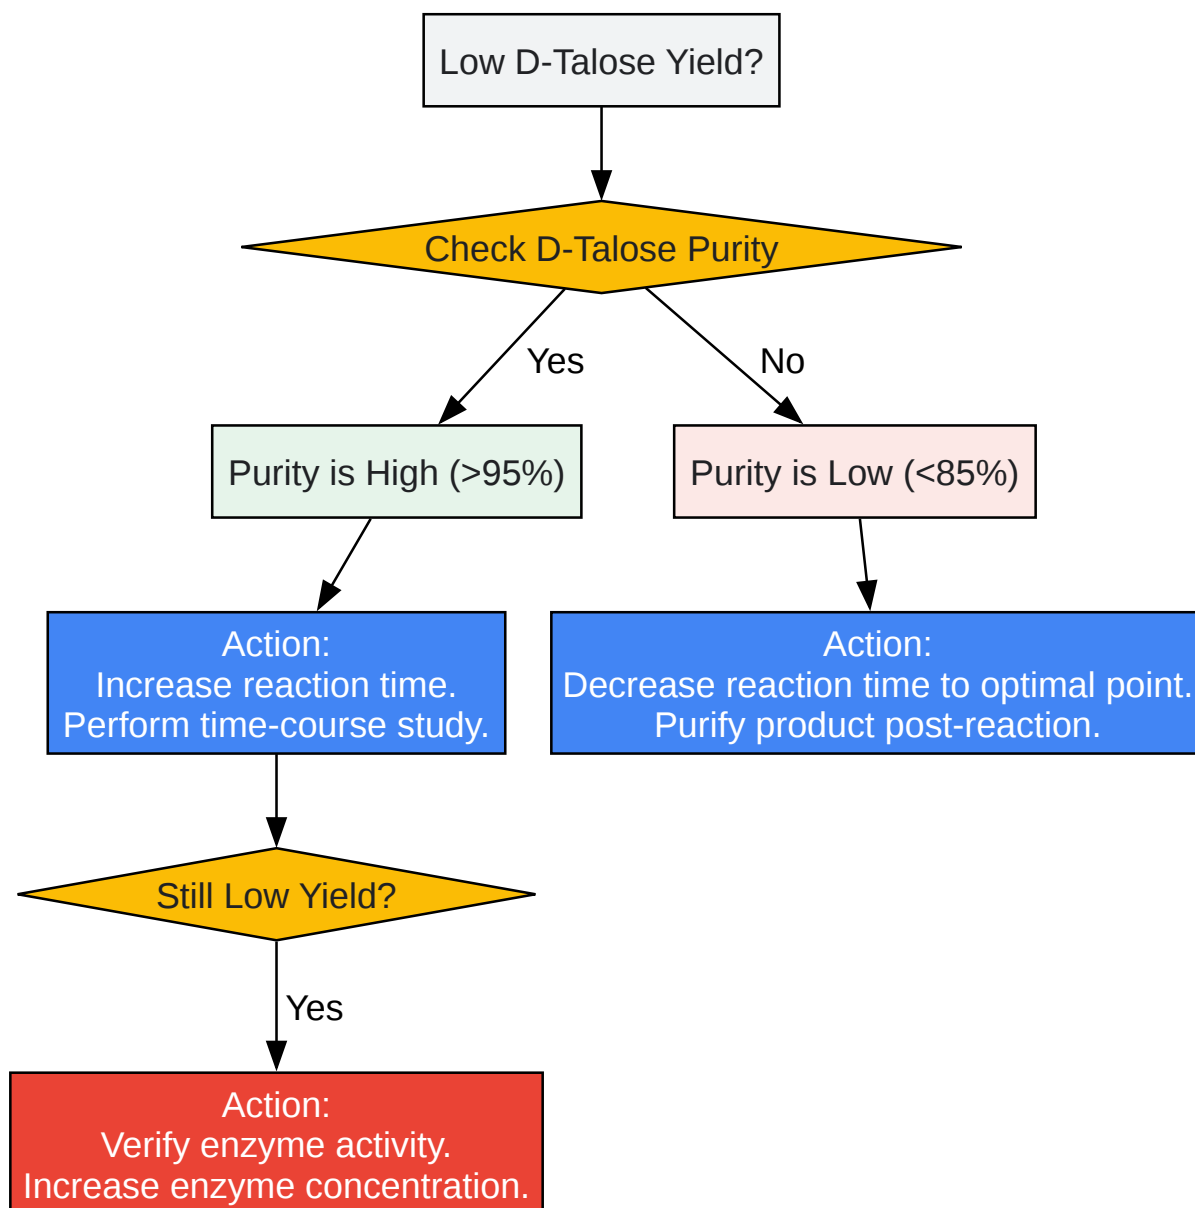 Low D-Talose Yield?
Check D-Talose Purity
Yes
No
Purity is High (>95%)
Purity is Low (<85%)
Action:
Increase reaction time.
Perform time-course study.
Action:
Decrease reaction time to optimal point.
Purify product post-reaction.
Still Low Yield?
Yes
Action:
Verify enzyme activity.
Increase enzyme concentration.